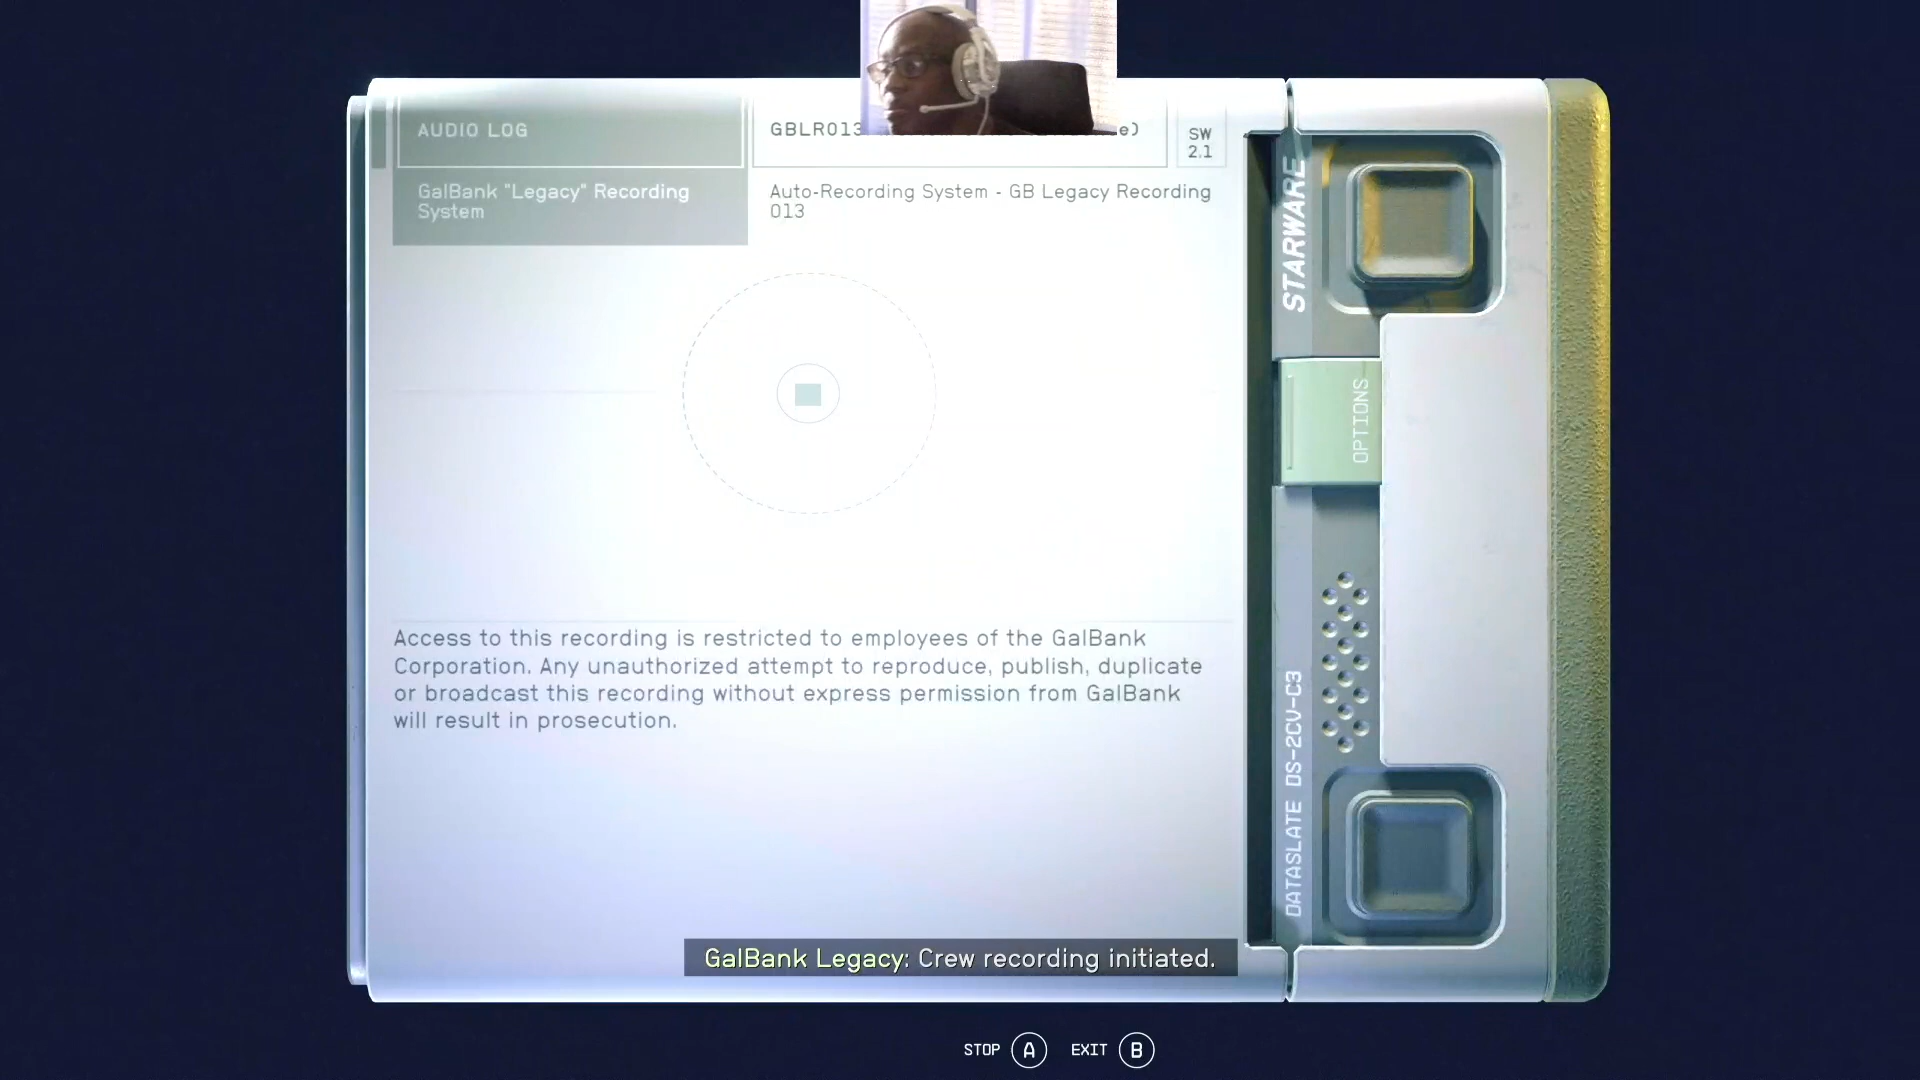 AUDIO LOG
GBLR013
e)
SW
2.1
GalBank "Legacy" Recording
System
Auto-Recording System - GB Legacy Recording
013
STARWARE
OPTIONS
Access to this recording is restricted to employees of the GalBank
Corporation. Any unauthorized attempt to reproduce, publish, duplicate
or broadcast this recording without express permission from GalBank
will result in prosecution.
DATASLATE DS-2CV-C3
GalBank Legacy: Crew recording initiated.
STOP A EXIT B